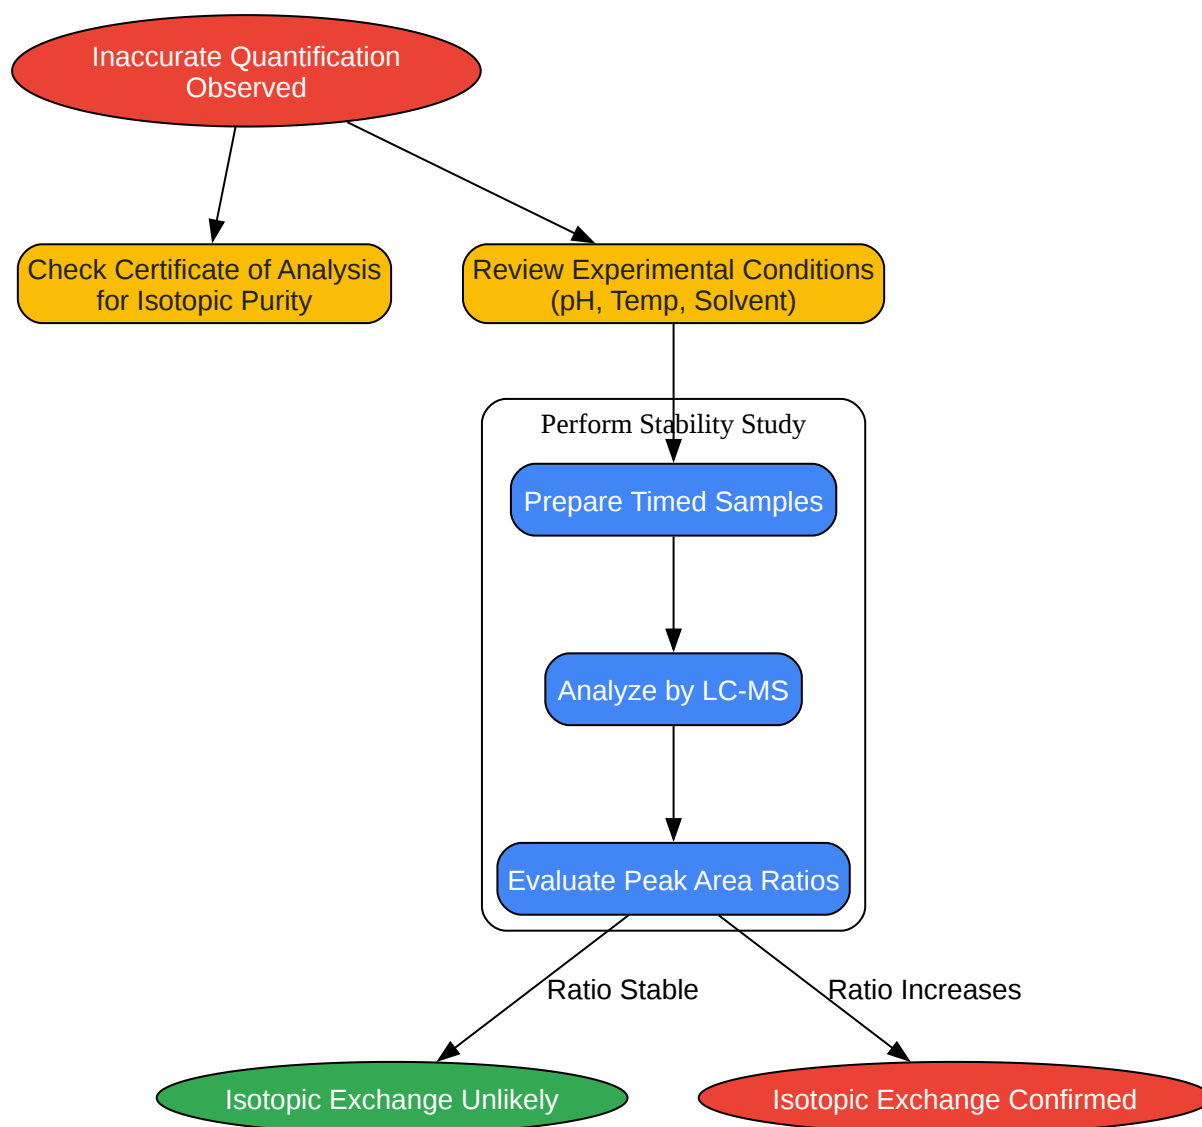 Inaccurate Quantification
Observed
Check Certificate of Analysis
for Isotopic Purity
Review Experimental Conditions
(pH, Temp, Solvent)
Perform Stability Study
Prepare Timed Samples
Analyze by LC-MS
Evaluate Peak Area Ratios
Ratio Stable
Ratio Increases
Isotopic Exchange Unlikely
Isotopic Exchange Confirmed